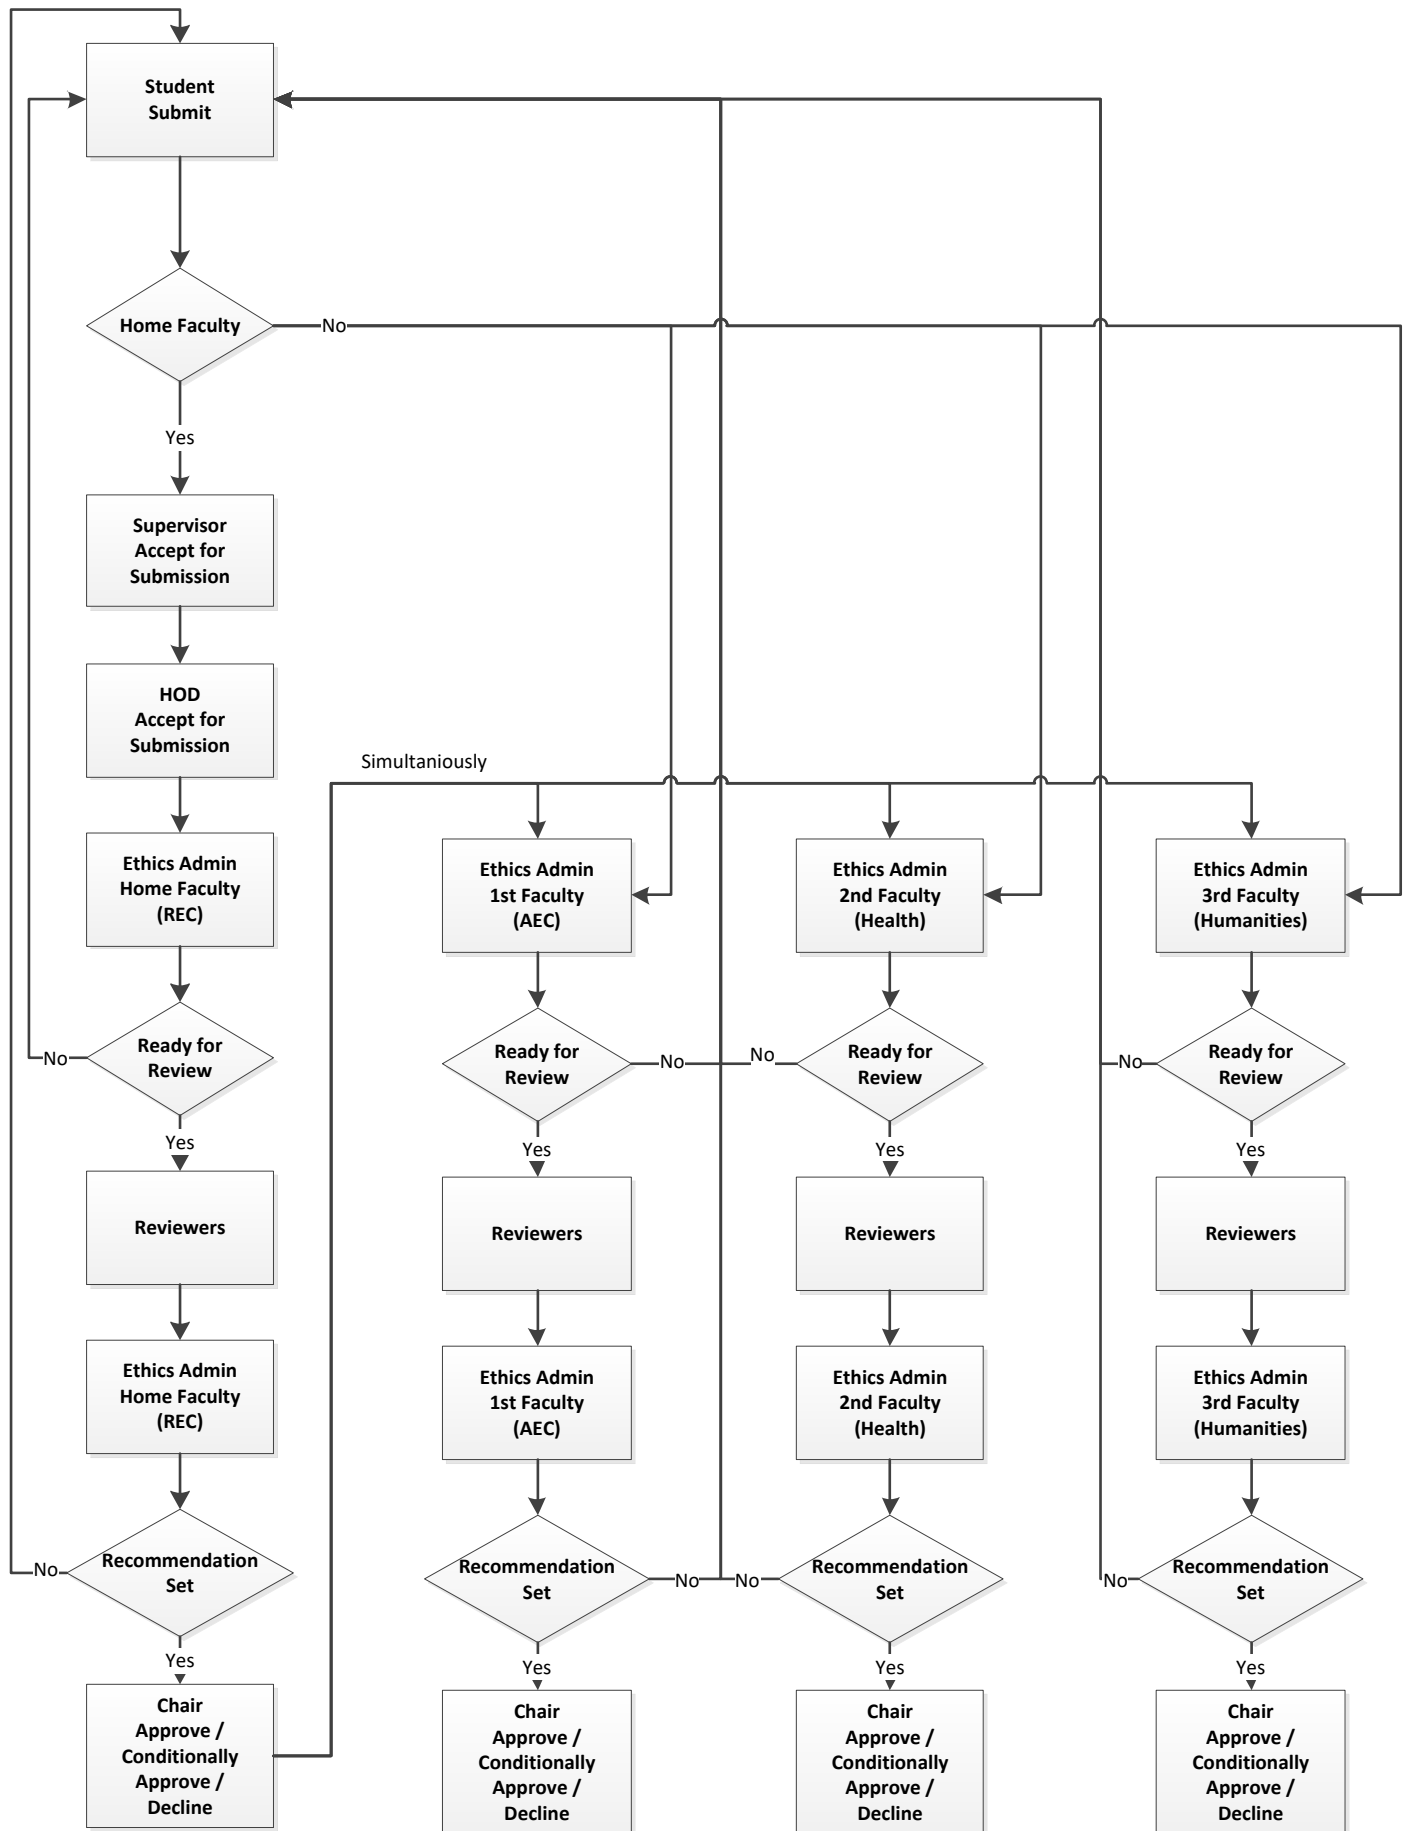 Student
Submit
Home Faculty
No
Yes
Supervisor
Accept for
Submission
HOD
Accept for
Submission
Simultaniously
Ethics Admin
Home Faculty
(REC)
Ethics Admin
1st Faculty
(AEC)
Ethics Admin
2nd Faculty
(Health)
Ethics Admin
3rd Faculty
(Humanities)
No
Ready for
Review
Ready for
Review
No
No
Ready for
Review
No
Ready for
Review
Yes
Yes
Yes
Yes
Reviewers
Reviewers
Reviewers
Reviewers
Ethics Admin
Home Faculty
(REC)
Ethics Admin
1st Faculty
(AEC)
Ethics Admin
2nd Faculty
(Health)
Ethics Admin
3rd Faculty
(Humanities)
No
Recommendation
Set
Recommendation
Set
No
No
Recommendation
Set
No
Recommendation
Set
Yes
Yes
Yes
Yes
Chair
Approve /
Conditionally
Approve /
Decline
Chair
Approve /
Conditionally
Approve /
Decline
Chair
Approve /
Conditionally
Approve /
Decline
Chair
Approve /
Conditionally
Approve /
Decline